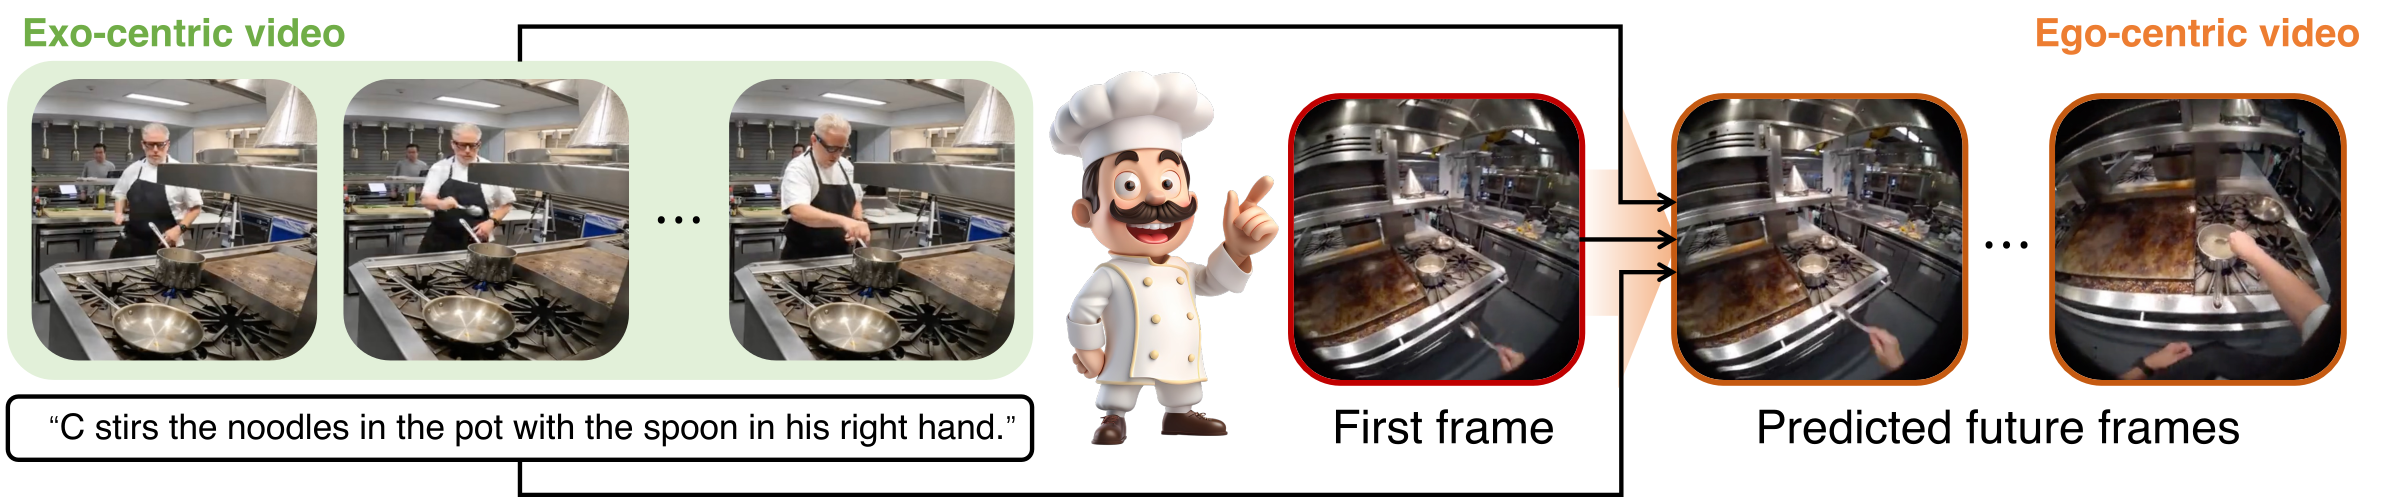 Exo-centric video
Ego-centric video
...
...
“C stirs the noodles in the pot with the spoon in his right hand.”
First frame
Predicted future frames